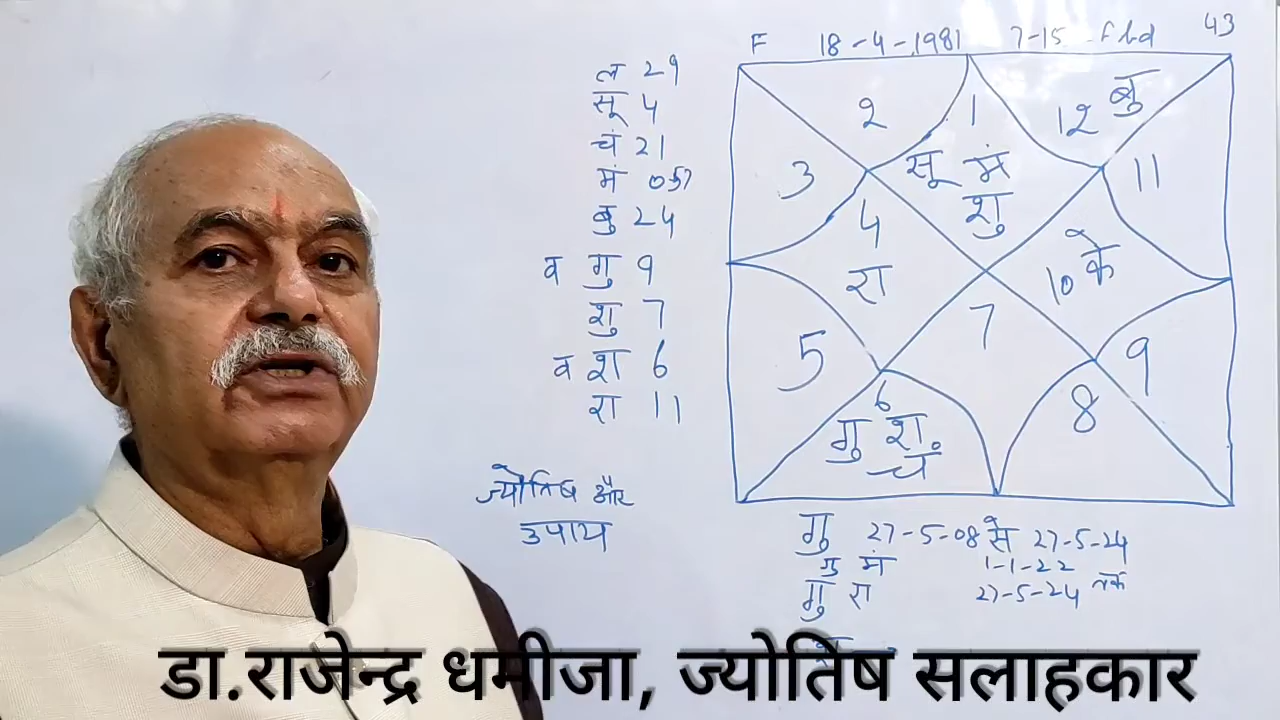 F 18-4-1981 7-15 Fbd 43
ल 29
सू 4
चं 21
मं 0-57
बु 24
व गु 9
शु 7
व श 6
रा 11
2
1
12 बु
3
सू मं
शु
11
4
रा
10 के
5
7
9
6
गु श.
चं
8
ज्योतिष और
उपाय
गु 27-5-08 से 27-5-24
गु मं 1-1-22
गु रा 27-5-24 तक
डा.राजेन्द्र धमीजा, ज्योतिष सलाहकार